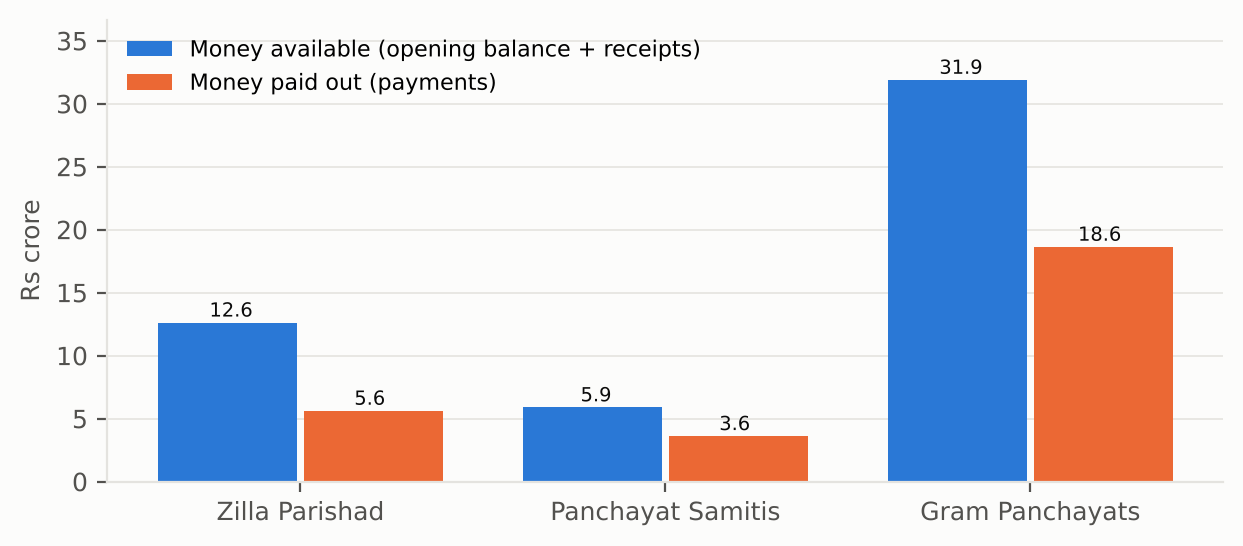 Money available (opening balance + receipts)
Money paid out (payments)
Rs crore
35
30
25
20
15
10
5
0
12.6
5.6
5.9
3.6
31.9
18.6
Zilla Parishad
Panchayat Samitis
Gram Panchayats